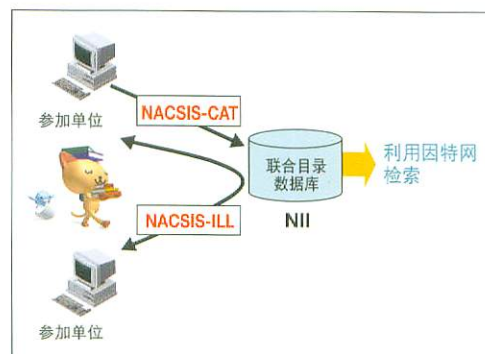 参加单位
NACSIS-CAT
联合目录
数据库
NII
利用因特网
检索
NACSIS-ILL
参加单位